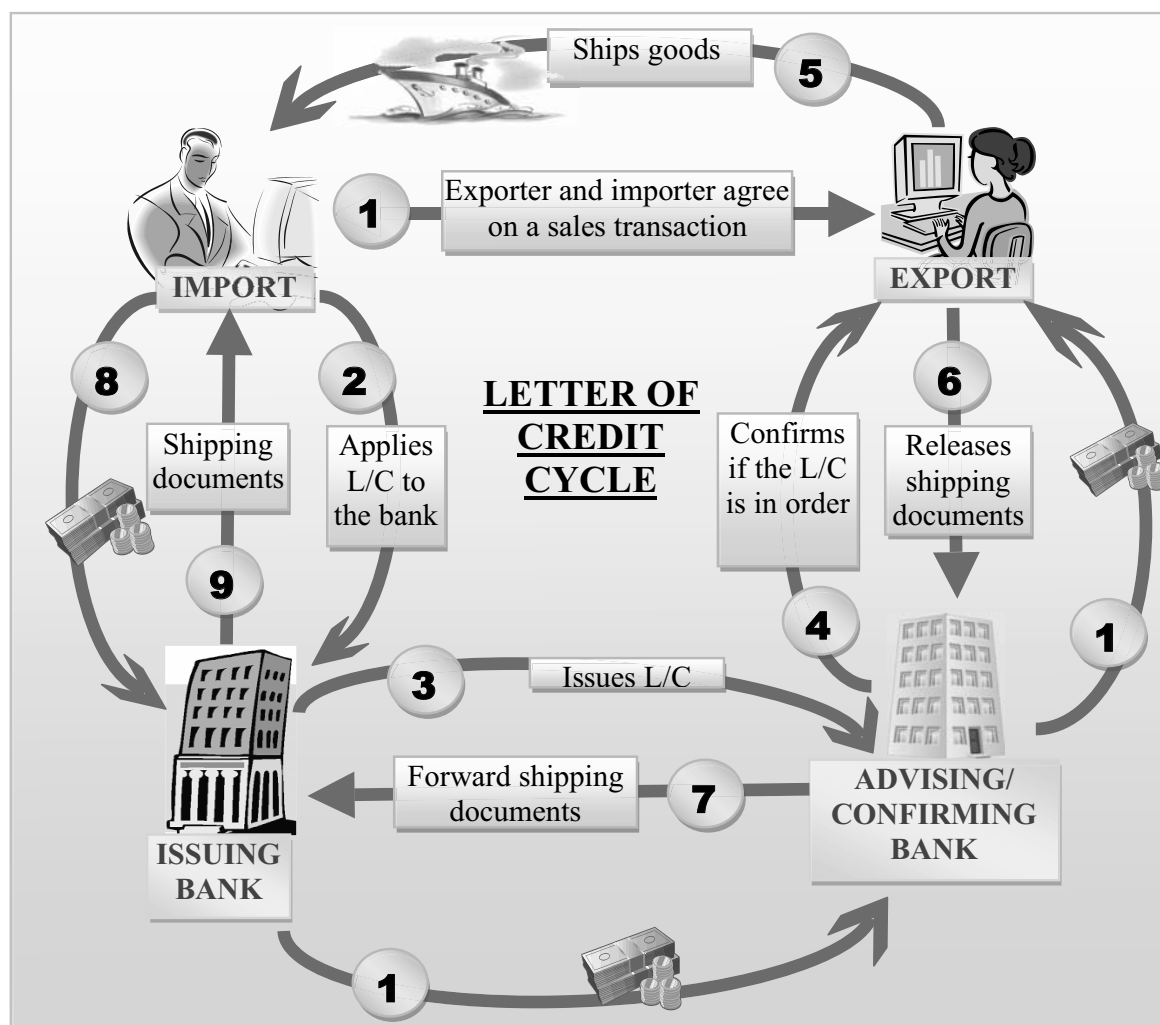 Ships goods
5
1
Exporter and importer agree
on a sales transaction
IMPORT
EXPORT
8
2
6
LETTER OF
CREDIT
CYCLE
Shipping
documents
Applies
L/C to
the bank
Confirms
if the L/C
is in order
Releases
shipping
documents
9
4
1
3
Issues L/C
Forward shipping
documents
7
ADVISING/
CONFIRMING
BANK
ISSUING
BANK
1